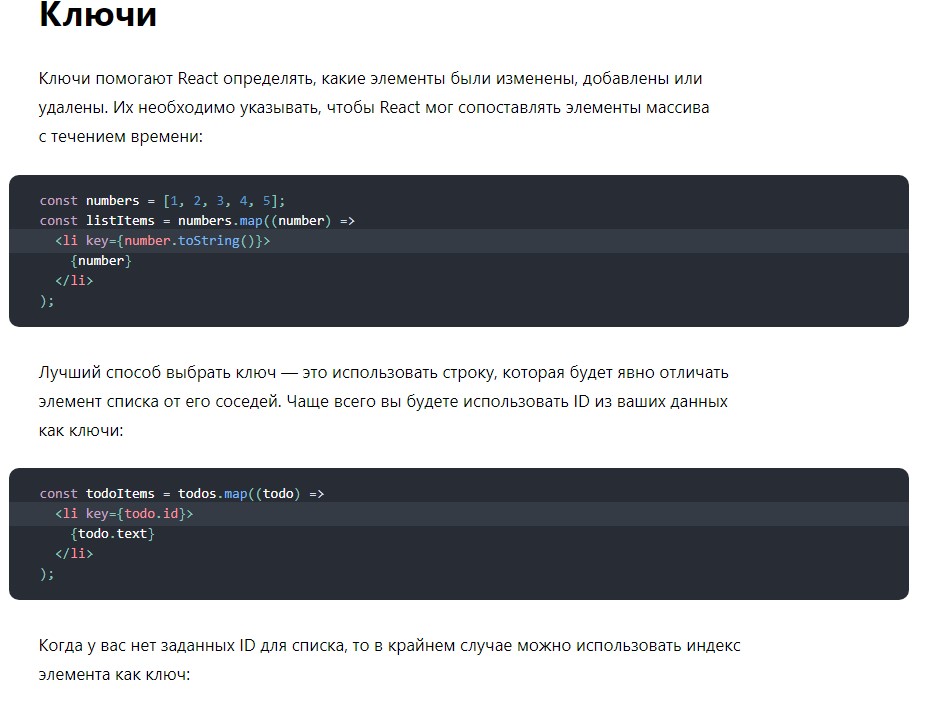 Ключи
Ключи помогают React определять, какие элементы были изменены, добавлены или
удалены. Их необходимо указывать, чтобы React мог сопоставлять элементы массива
с течением времени:
const numbers = [1, 2, 3, 4, 5];
const listItems = numbers.map((number) =>
  <li key={number.toString()}>
    {number}
  </li>
);
Лучший способ выбрать ключ — это использовать строку, которая будет явно отличать
элемент списка от его соседей. Чаще всего вы будете использовать ID из ваших данных
как ключи:
const todoItems = todos.map((todo) =>
  <li key={todo.id}>
    {todo.text}
  </li>
);
Когда у вас нет заданных ID для списка, то в крайнем случае можно использовать индекс
элемента как ключ: